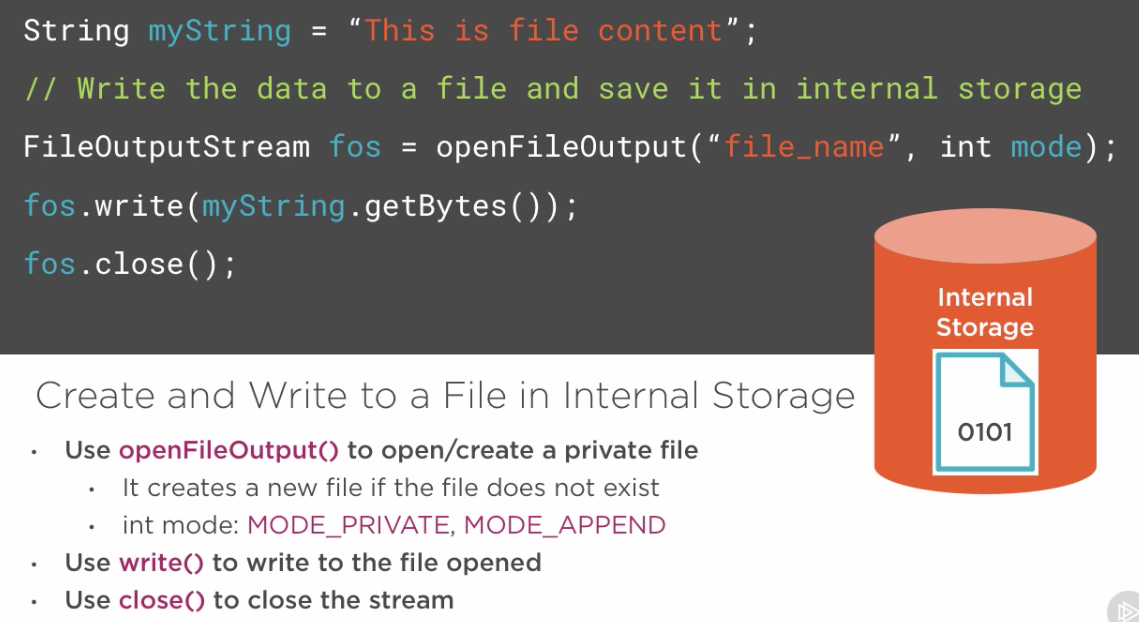 String myString = “This is file content”;
// Write the data to a file and save it in internal storage
FileOutputStream fos = openFileOutput(“file_name”, int mode);
fos.write(myString.getBytes());
fos.close();
Internal
Storage
0101
Create and Write to a File in Internal Storage
• Use openFileOutput() to open/create a private file
• It creates a new file if the file does not exist
• int mode: MODE_PRIVATE, MODE_APPEND
• Use write() to write to the file opened
• Use close() to close the stream